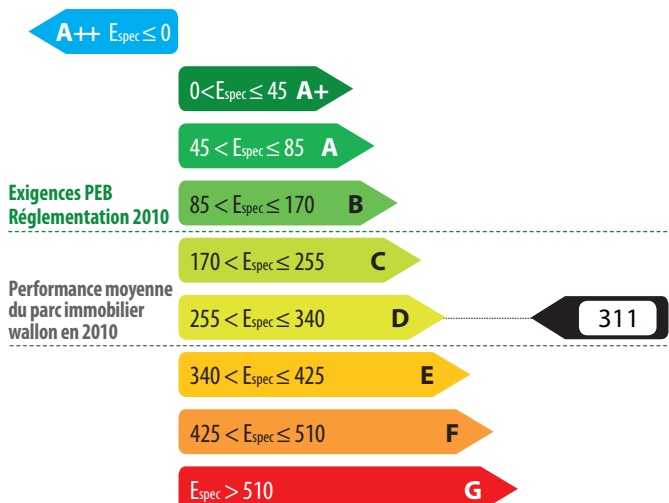 A++ Espec ≤ 0
0<Espec ≤ 45 A+
45 < Espec ≤ 85 A
Exigences PEB
Réglementation 2010
85 < Espec ≤ 170 B
170 < Espec ≤ 255 C
Performance moyenne
du parc immobilier
wallon en 2010
255 < Espec ≤ 340 D
311
340 < Espec ≤ 425 E
425 < Espec ≤ 510 F
Espec > 510 G